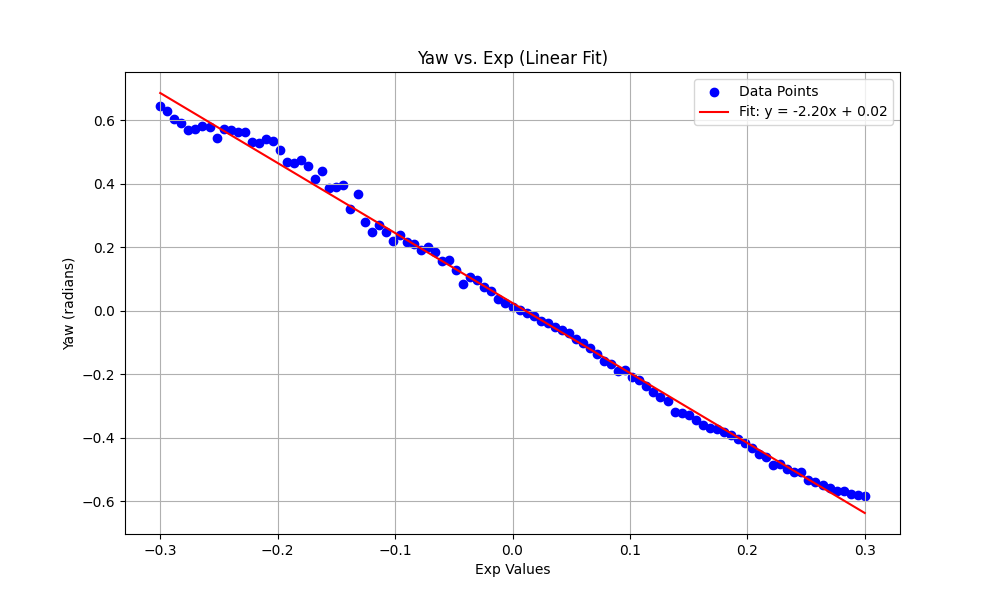 Yaw vs. Exp (Linear Fit)
Data Points
Fit: y = -2.20x + 0.02
Yaw (radians)
0.6
0.4
0.2
0.0
−0.2
−0.4
−0.6
−0.3 −0.2 −0.1 0.0 0.1 0.2 0.3
Exp Values